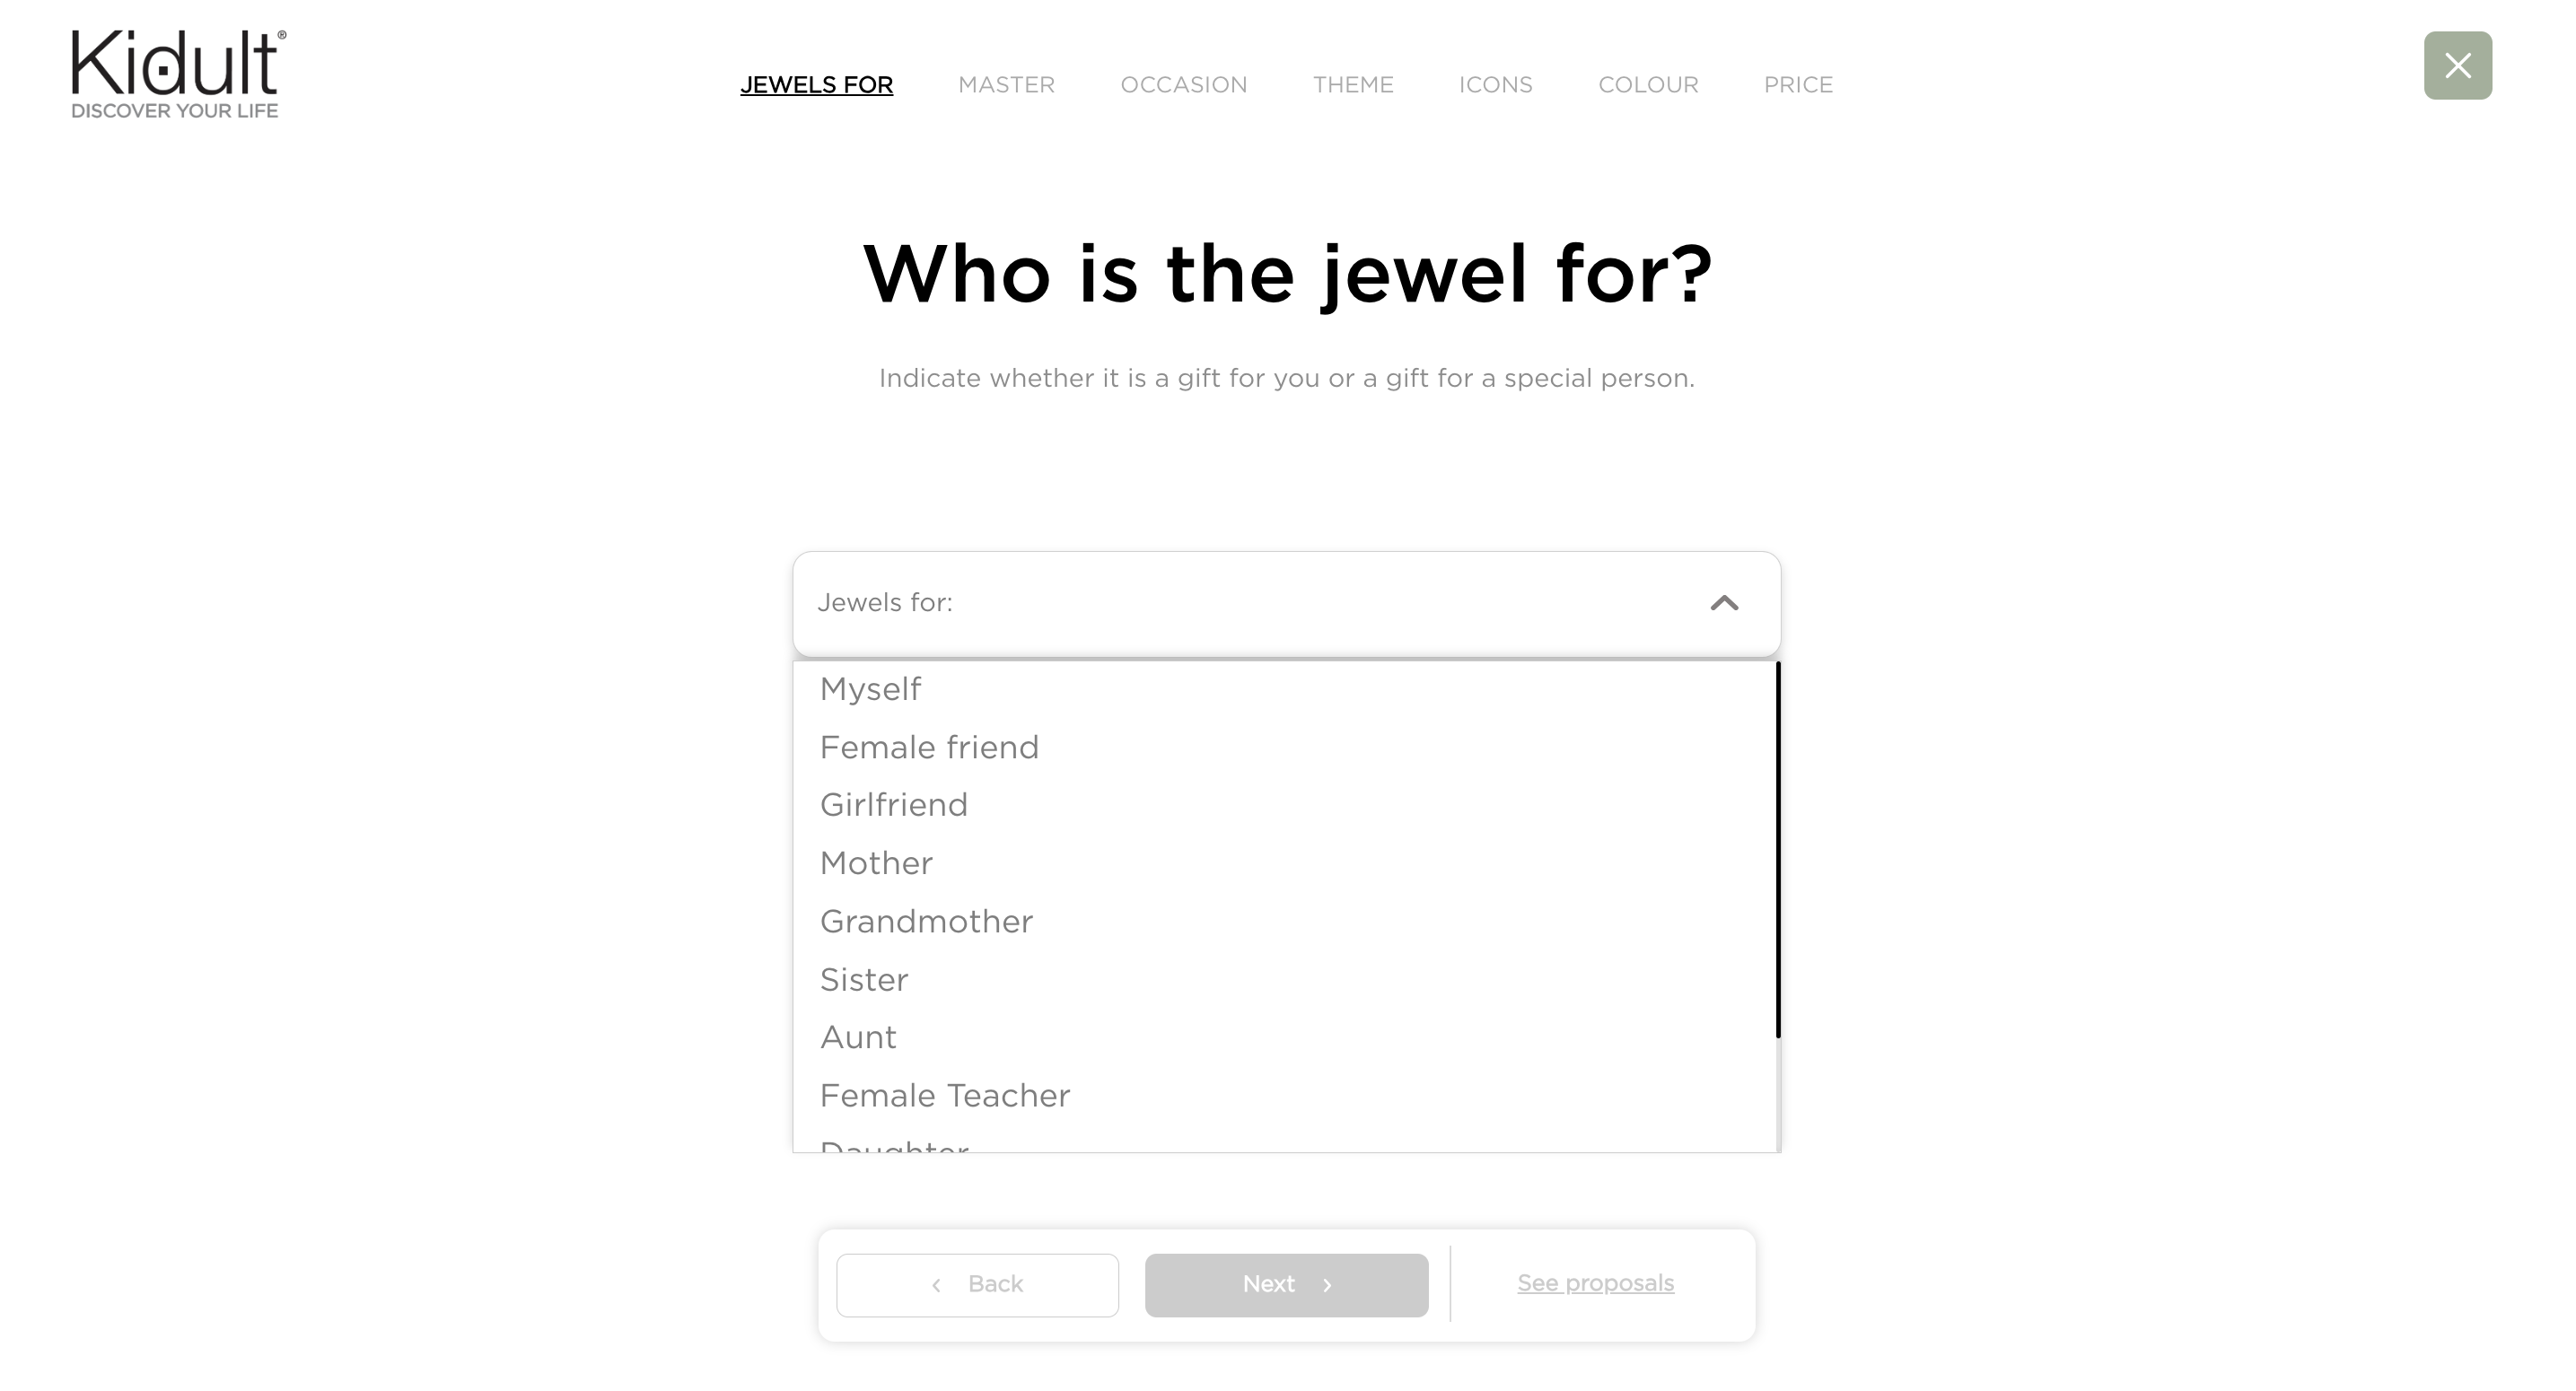 Kidult®
DISCOVER YOUR LIFE
JEWELS FOR MASTER OCCASION THEME ICONS COLOUR PRICE
Who is the jewel for?
Indicate whether it is a gift for you or a gift for a special person.
Jewels for:
Myself
Female friend
Girlfriend
Mother
Grandmother
Sister
Aunt
Female Teacher
Daughter
Back
Next
See proposals